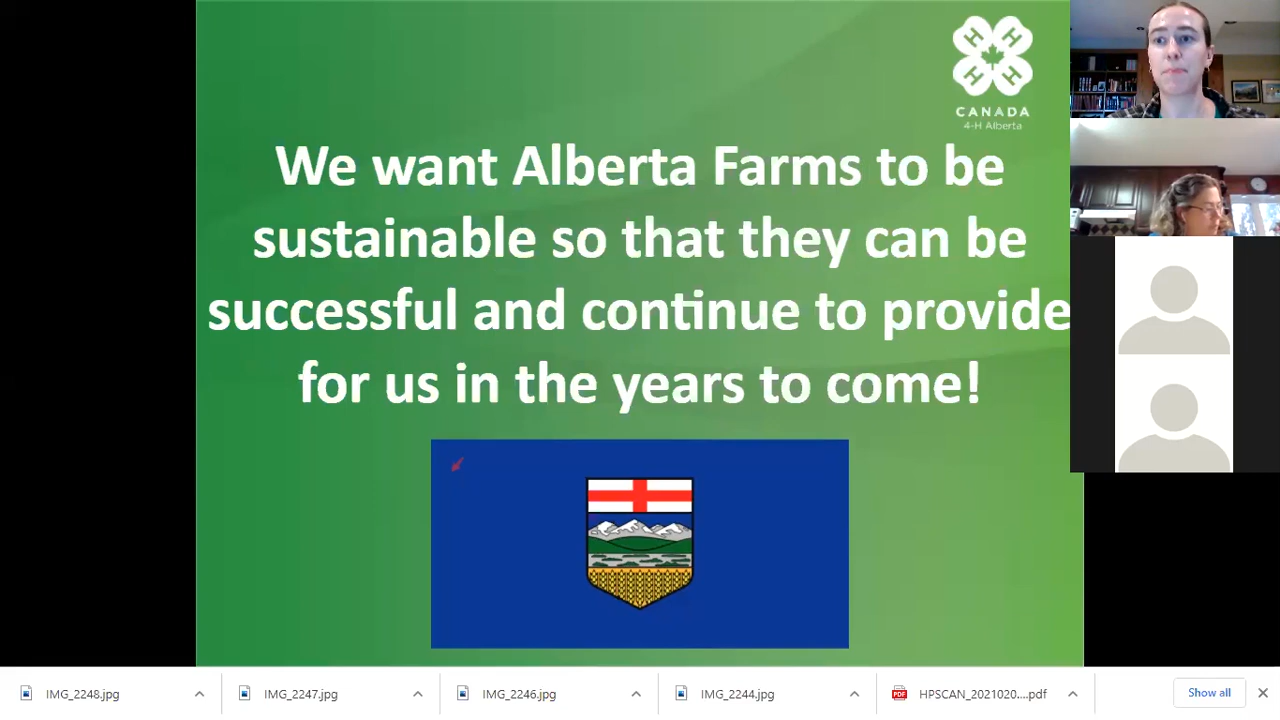 H H
H H
CANADA
4-H Alberta
We want Alberta Farms to be
sustainable so that they can be
successful and continue to provide
for us in the years to come!
IMG_2248.jpg
IMG_2247.jpg
IMG_2246.jpg
IMG_2244.jpg
HPSCAN_2021020....pdf
Show all